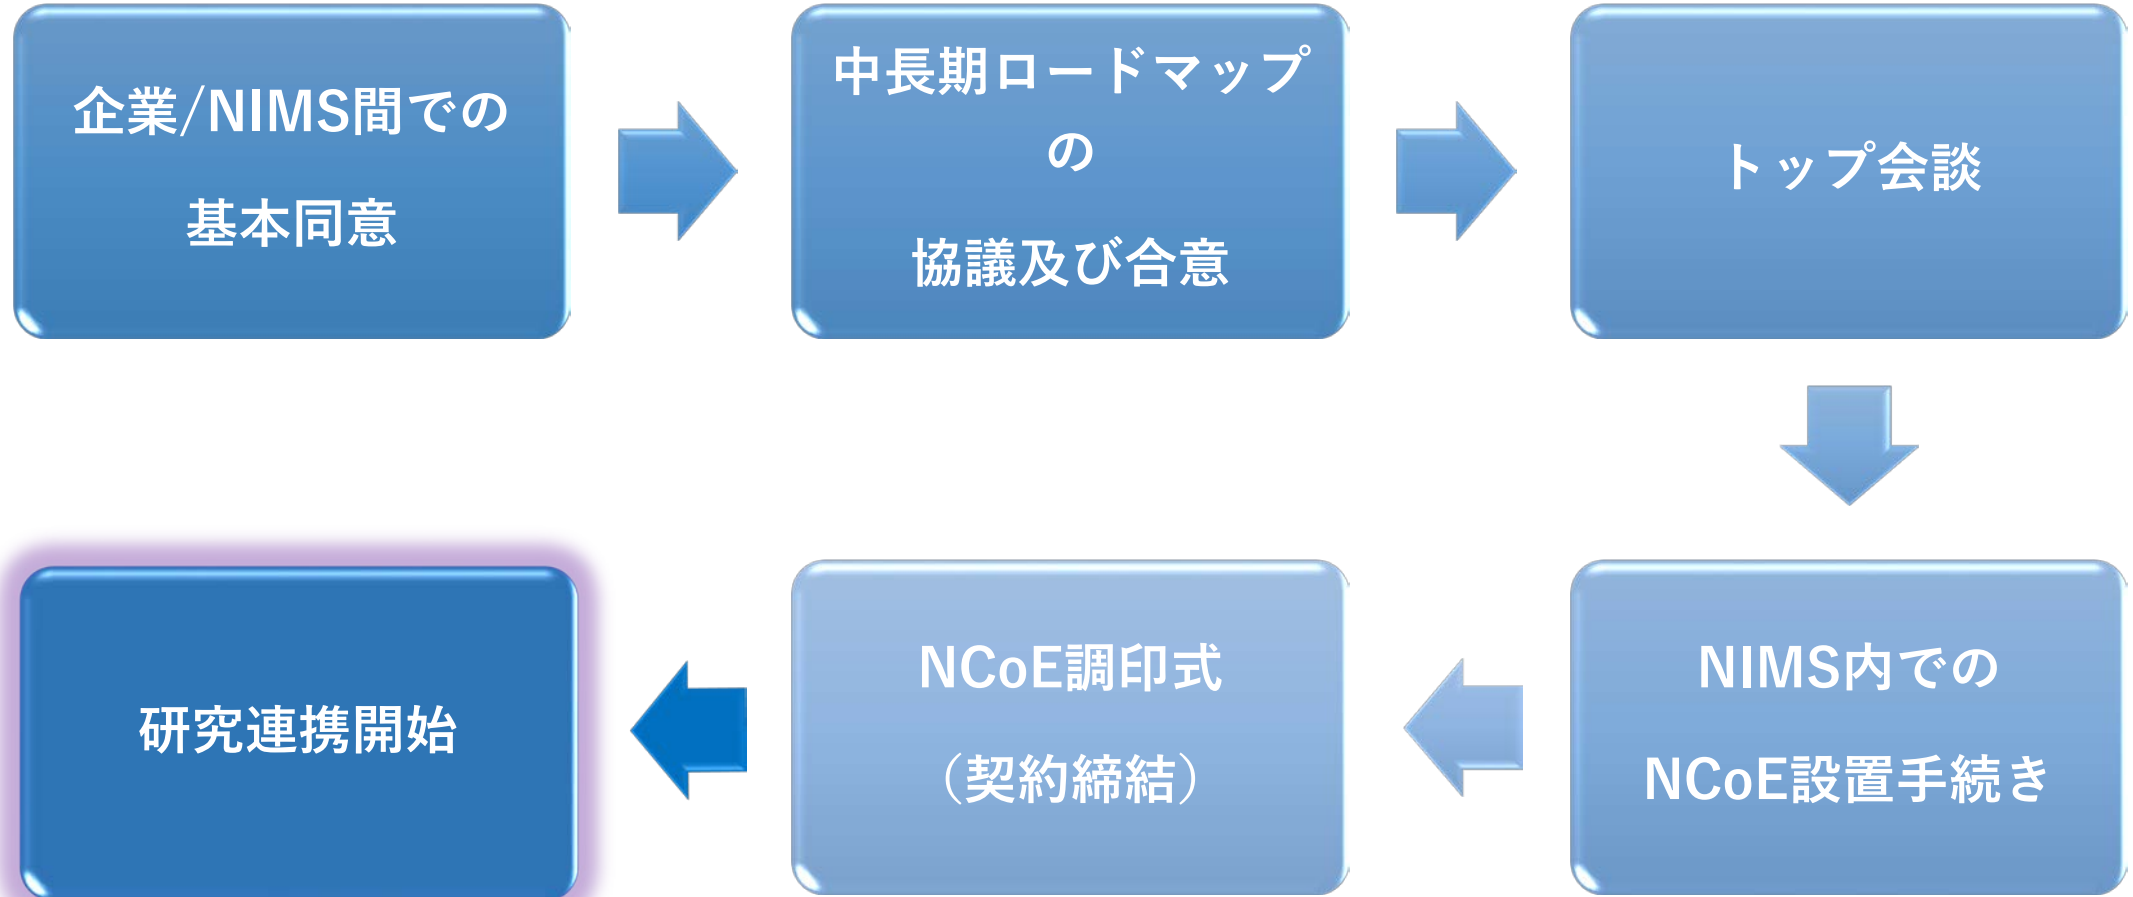 企業/NIMS間での
基本同意
中長期ロードマップ
の
協議及び合意
トップ会談
NIMS内での
NCoE設置手続き
NCoE調印式
（契約締結）
研究連携開始